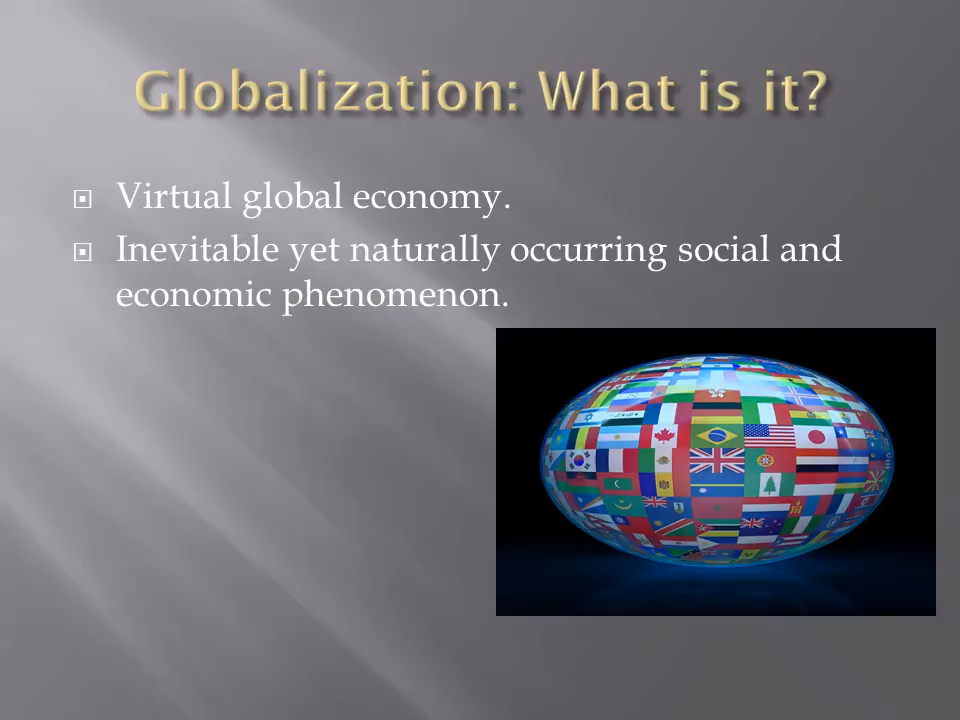 Globalization: What is it?
Virtual global economy.
Inevitable yet naturally occurring social and
economic phenomenon.